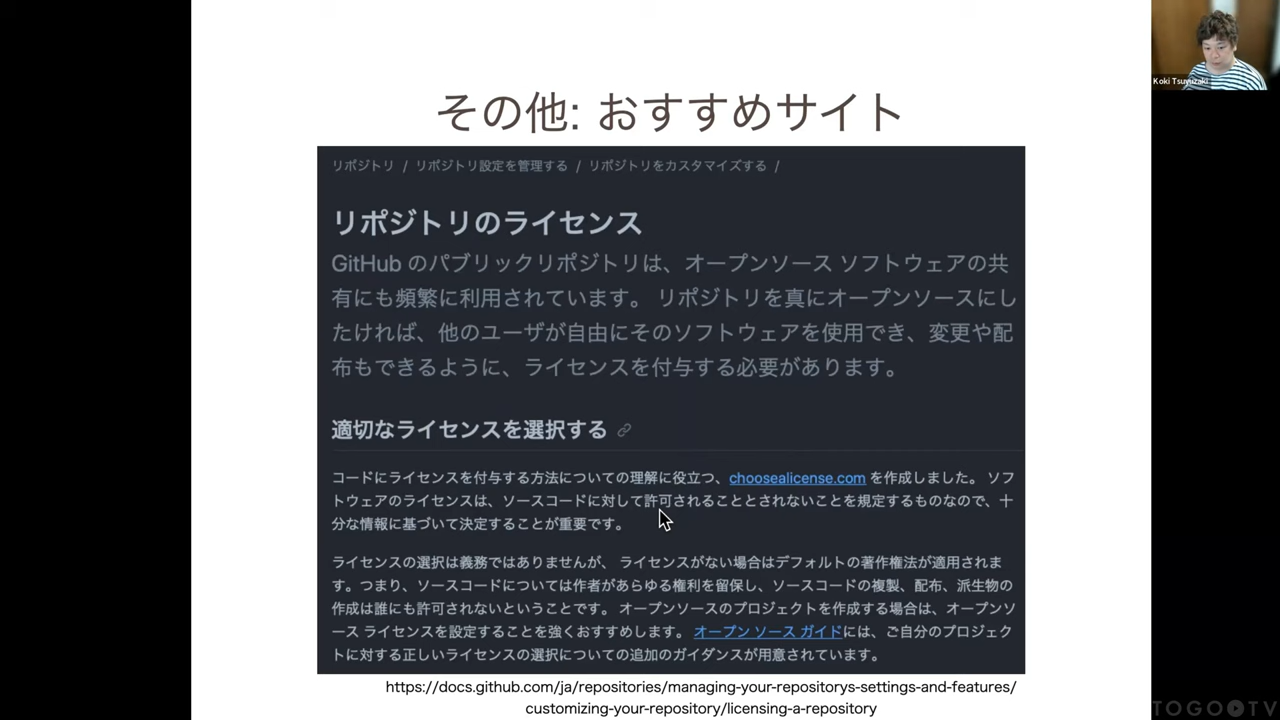 その他: おすすめサイト
Koki Tsuyuzaki
リポジトリ / リポジトリ設定を管理する / リポジトリをカスタマイズする /
リポジトリのライセンス
GitHub のパブリックリポジトリは、オープンソース ソフトウェアの共
有にも頻繁に利用されています。 リポジトリを真にオープンソースにし
たければ、他のユーザが自由にそのソフトウェアを使用でき、変更や配
布もできるように、ライセンスを付与する必要があります。
適切なライセンスを選択する
コードにライセンスを付与する方法についての理解に役立つ、choosealicense.com を作成しました。 ソフ
トウェアのライセンスは、ソースコードに対して許可されることとされないことを規定するものなので、十
分な情報に基づいて決定することが重要です。
ライセンスの選択は義務ではありませんが、 ライセンスがない場合はデフォルトの著作権法が適用されま
す。つまり、ソースコードについては作者があらゆる権利を留保し、ソースコードの複製、配布、派生物の
作成は誰にも許可されないということです。 オープンソースのプロジェクトを作成する場合は、オープンソ
ース ライセンスを設定することを強くおすすめします。 オープン ソース ガイドには、ご自分のプロジェク
トに対する正しいライセンスの選択についての追加のガイダンスが用意されています。
https://docs.github.com/ja/repositories/managing-your-repositorys-settings-and-features/
customizing-your-repository/licensing-a-repository
TOGOTV